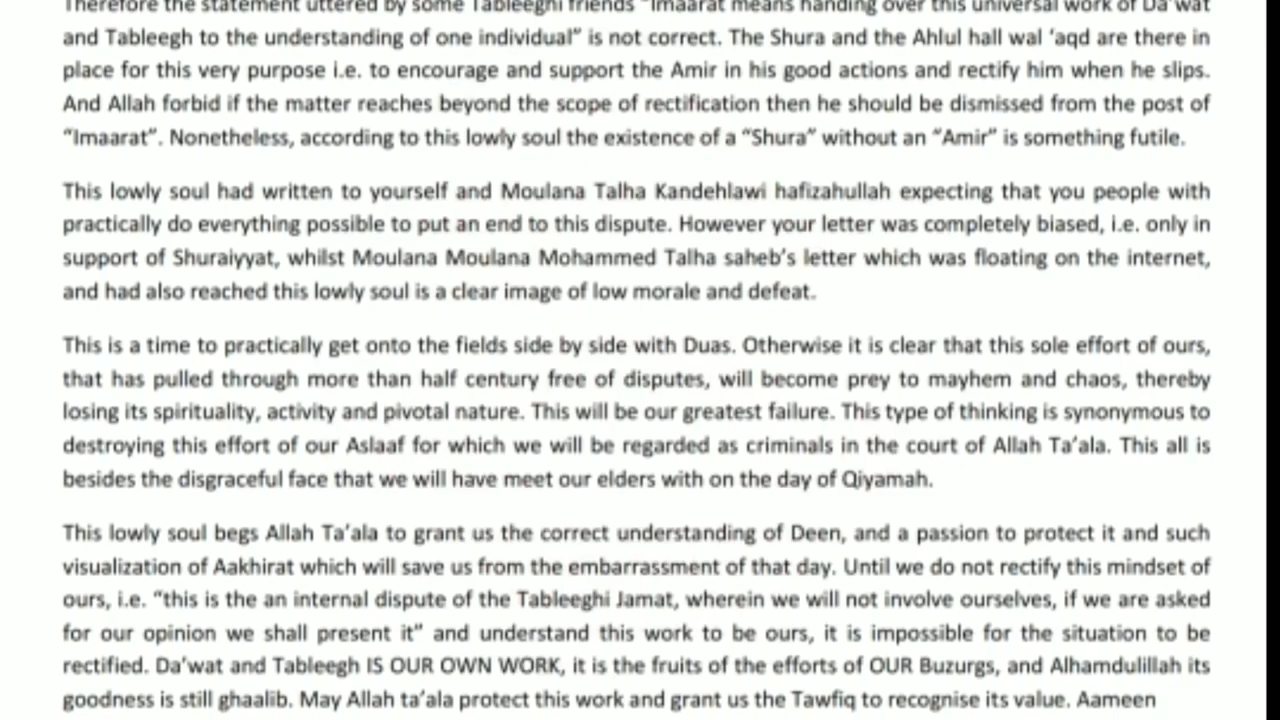 Therefore the statement uttered by some Tableeghi friends “Imaarat means handing over this universal work of Da’wat
and Tableegh to the understanding of one individual” is not correct. The Shura and the Ahlul hall wal ‘aqd are there in
place for this very purpose i.e. to encourage and support the Amir in his good actions and rectify him when he slips.
And Allah forbid if the matter reaches beyond the scope of rectification then he should be dismissed from the post of
“Imaarat”. Nonetheless, according to this lowly soul the existence of a “Shura” without an “Amir” is something futile.
This lowly soul had written to yourself and Moulana Talha Kandehlawi hafizahullah expecting that you people with
practically do everything possible to put an end to this dispute. However your letter was completely biased, i.e. only in
support of Shuraiyyat, whilst Moulana Moulana Mohammed Talha saheb’s letter which was floating on the internet,
and had also reached this lowly soul is a clear image of low morale and defeat.
This is a time to practically get onto the fields side by side with Duas. Otherwise it is clear that this sole effort of ours,
that has pulled through more than half century free of disputes, will become prey to mayhem and chaos, thereby
losing its spirituality, activity and pivotal nature. This will be our greatest failure. This type of thinking is synonymous to
destroying this effort of our Aslaaf for which we will be regarded as criminals in the court of Allah Ta’ala. This all is
besides the disgraceful face that we will have meet our elders with on the day of Qiyamah.
This lowly soul begs Allah Ta’ala to grant us the correct understanding of Deen, and a passion to protect it and such
visualization of Aakhirat which will save us from the embarrassment of that day. Until we do not rectify this mindset of
ours, i.e. “this is the an internal dispute of the Tableeghi Jamat, wherein we will not involve ourselves, if we are asked
for our opinion we shall present it” and understand this work to be ours, it is impossible for the situation to be
rectified. Da’wat and Tableegh IS OUR OWN WORK, it is the fruits of the efforts of OUR Buzurgs, and Alhamdulillah its
goodness is still ghaalib. May Allah ta’ala protect this work and grant us the Tawfiq to recognise its value. Aameen